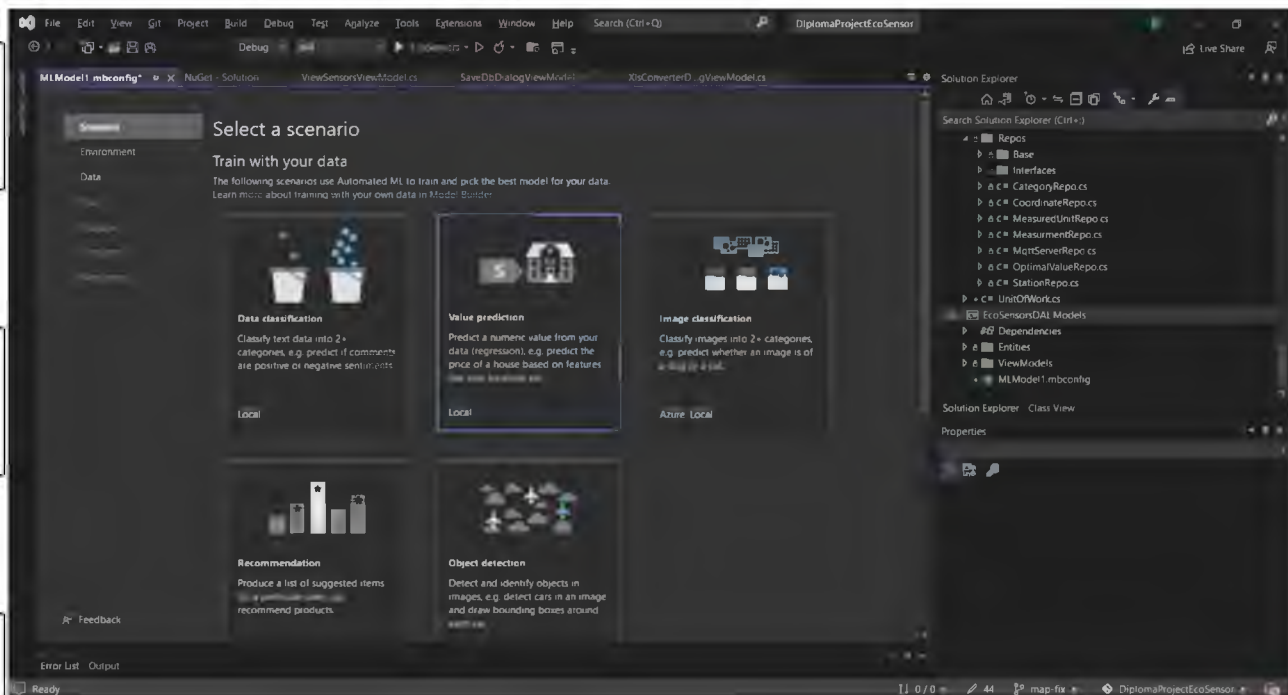 File Edit View Git Project Build Debug Test Analyze Tools Extensions Window Help Search (Ctrl+Q) DiplomaProjectEcoSensor
Debug
Live Share
MLModel1.mbconfig* NuGet - Solution ViewSensorsViewModel.cs SaveDbDialogViewModel XlsConverterD...gViewModel.cs
Scenario
Environment
Data
Select a scenario
Train with your data
The following scenarios use Automated ML to train and pick the best model for your data.
Learn more about training with your own data in Model Builder
Data classification
Classify text data into 2+
categories, e.g. predict if comments
are positive or negative sentiments
Local
Value prediction
Predict a numeric value from your
data (regression), e.g. predict the
price of a house based on features
Local
Image classification
Classify images into 2+ categories,
e.g. predict whether an image is of
Azure Local
Recommendation
Produce a list of suggested items
recommend products.
Object detection
Detect and identify objects in
images, e.g. detect cars in an image
and draw bounding boxes around
Feedback
Error List Output
Ready
Solution Explorer
Search Solution Explorer (Ctrl+;)
Repos
Base
Interfaces
C# CategoryRepo.cs
C# CoordinateRepo.cs
C# MeasuredUnitRepo.cs
C# MeasurmentRepo.cs
C# MqttServerRepo.cs
C# OptimalValueRepo.cs
C# StationRepo.cs
C# UnitOfWork.cs
EcoSensorsDAL.Models
Dependencies
Entities
ViewModels
MLModel1.mbconfig
Solution Explorer Class View
Properties
0 / 0 44 map-fix DiplomaProjectEcoSensor